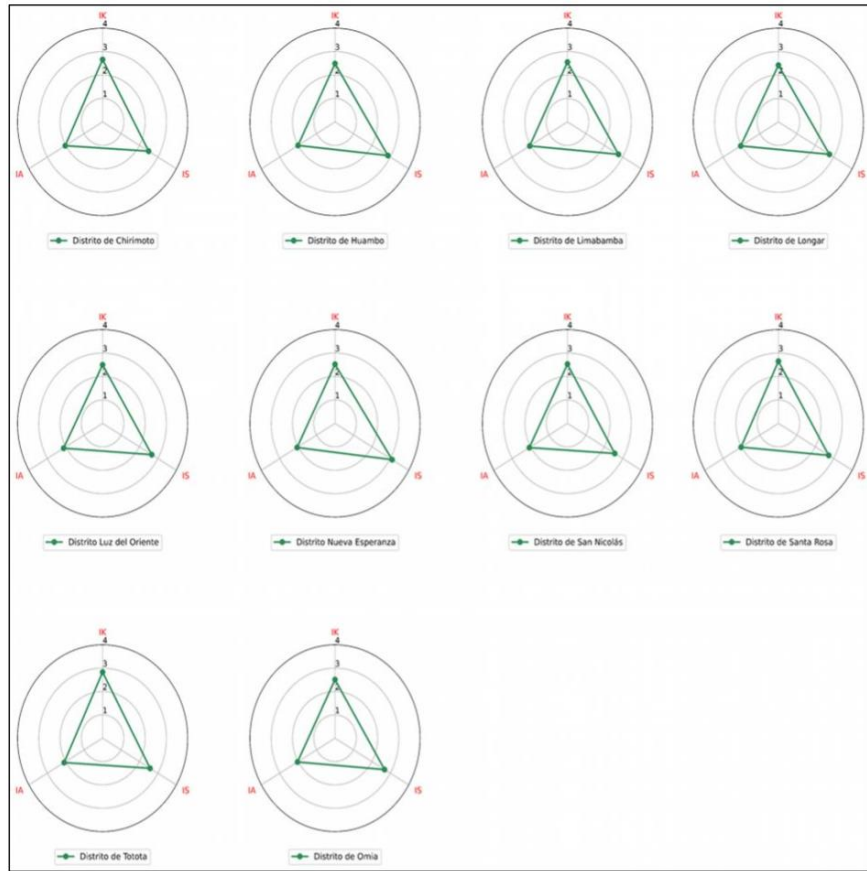 IK
4
3
2
1
IA
IS
Distrito de Chirimoto
IK
4
3
2
1
IA
IS
Distrito de Huambo
IK
4
3
2
1
IA
IS
Distrito de Limabamba
IK
4
3
2
1
IA
IS
Distrito de Longar
IK
4
3
2
1
IA
IS
Distrito Luz del Oriente
IK
4
3
2
1
IA
IS
Distrito Nueva Esperanza
IK
4
3
2
1
IA
IS
Distrito de San Nicolás
IK
4
3
2
1
IA
IS
Distrito de Santa Rosa
IK
4
3
2
1
IA
IS
Distrito de Totota
IK
4
3
2
1
IA
IS
Distrito de Omia